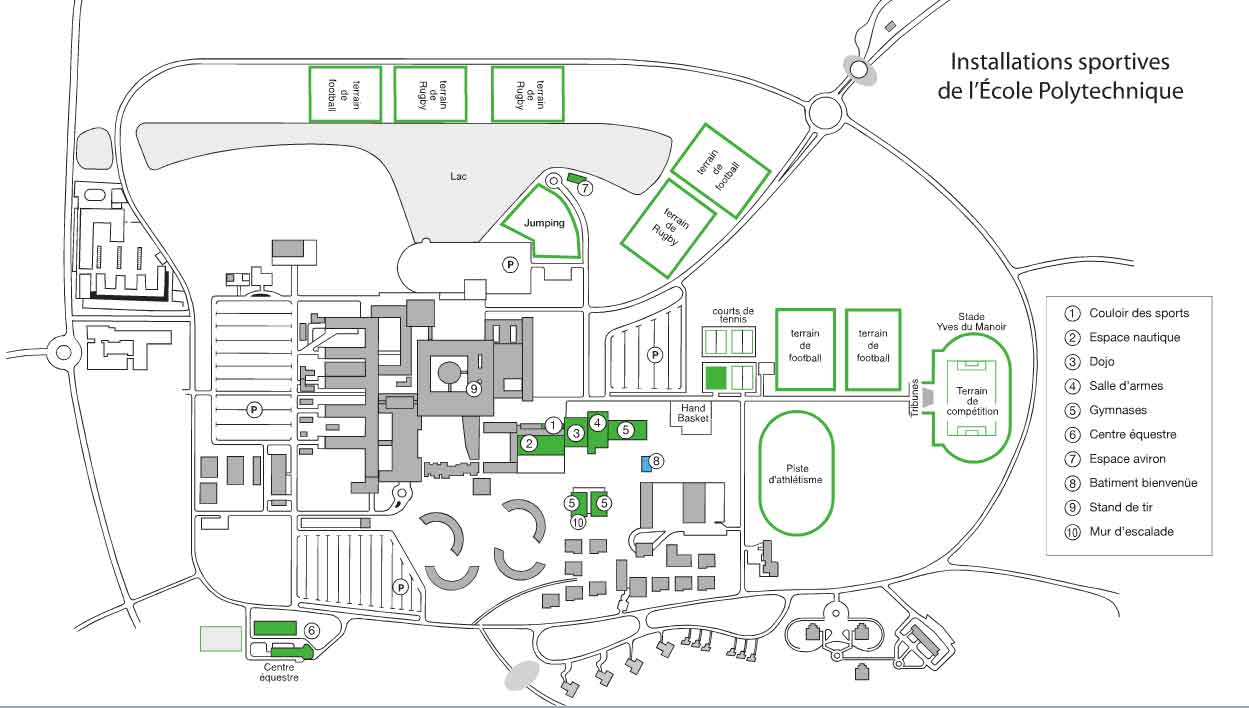 Installations sportives
de l'École Polytechnique
terrain
de
football
terrain
de
Rugby
terrain
de
Rugby
Lac
7
Jumping
terrain
de
football
terrain
de
Rugby
P
courts de
tennis
terrain
de
football
terrain
de
football
Stade
Yves du Manoir
Tribunes
Terrain
de
compétition
P
P
9
Hand
Basket
1
2
3
4
5
8
5
5
10
Piste
d'athlétisme
P
6
Centre
équestre
1 Couloir des sports
2 Espace nautique
3 Dojo
4 Salle d'armes
5 Gymnases
6 Centre équestre
7 Espace aviron
8 Batiment bienvenüe
9 Stand de tir
10 Mur d'escalade